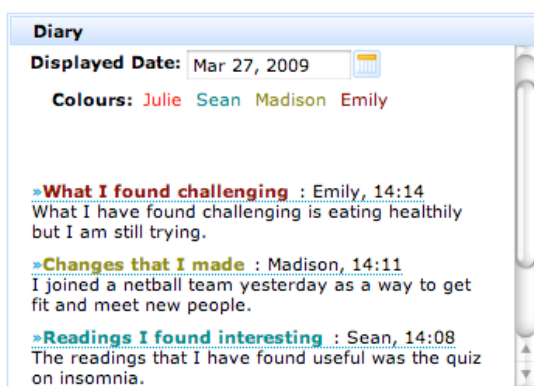 Diary
Displayed Date: Mar 27, 2009
Colours: Julie Sean Madison Emily
»What I found challenging : Emily, 14:14
What I have found challenging is eating healthily
but I am still trying.
»Changes that I made : Madison, 14:11
I joined a netball team yesterday as a way to get
fit and meet new people.
»Readings I found interesting : Sean, 14:08
The readings that I have found useful was the quiz
on insomnia.